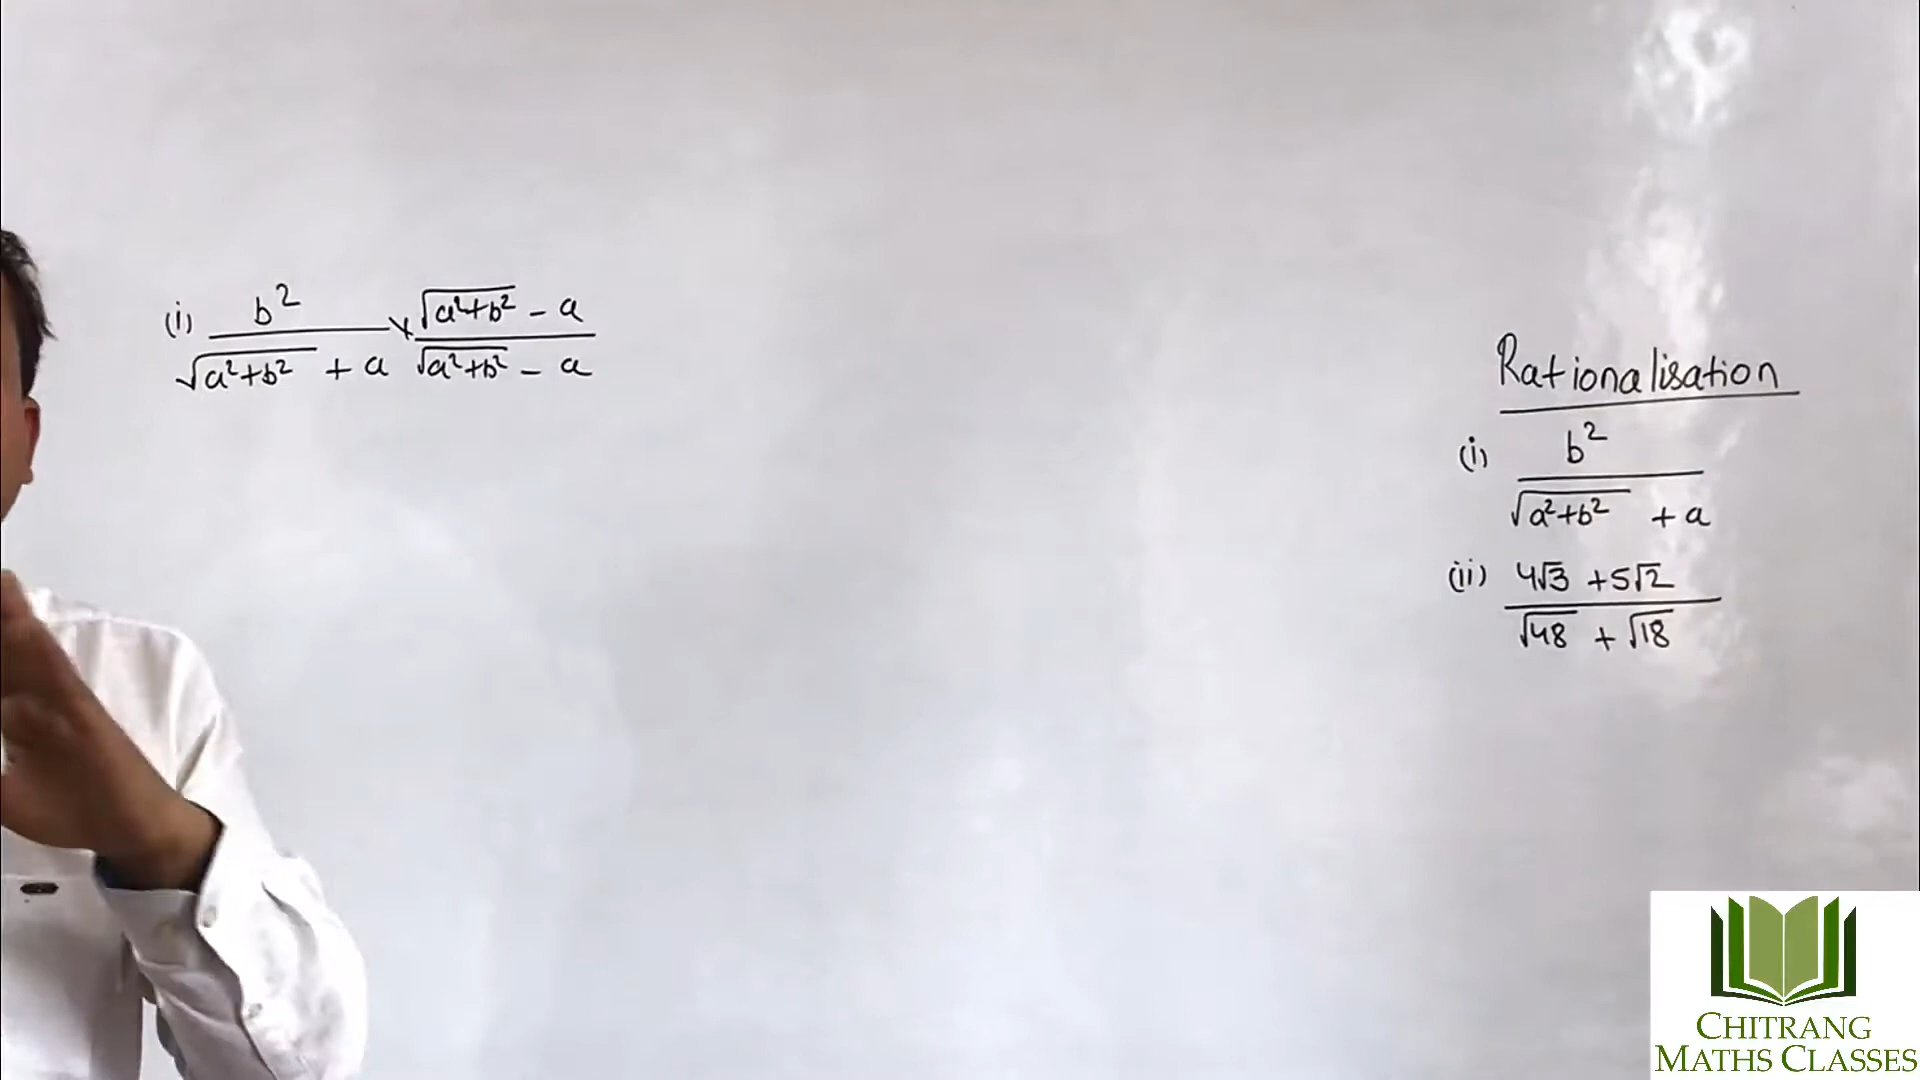 (i) b² / (√(a²+b²) + a) × (√(a²+b²) - a) / (√(a²+b²) - a)
Rationalisation
(i) b² / (√(a²+b²) + a)
(ii) (4√3 + 5√2) / (√48 + √18)
CHITRANG
MATHS CLASSES